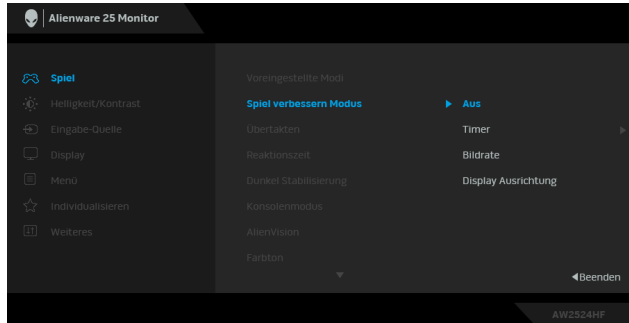 Alienware 25 Monitor
Spiel
Helligkeit/Kontrast
Eingabe-Quelle
Display
Menü
Individualisieren
Weiteres
Voreingestellte Modi
Spiel verbessern Modus
Übertakten
Reaktionszeit
Dunkel Stabilisierung
Konsolenmodus
AlienVision
Farbton
Aus
Timer
Bildrate
Display Ausrichtung
Beenden
AW2524HF